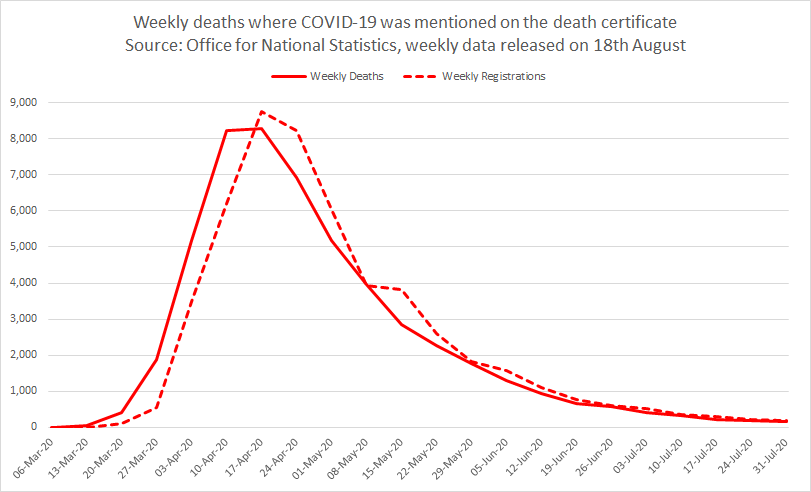 Weekly deaths where COVID-19 was mentioned on the death certificate
Source: Office for National Statistics, weekly data released on 18th August
Weekly Deaths
Weekly Registrations
9,000
8,000
7,000
6,000
5,000
4,000
3,000
2,000
1,000
0
06-Mar-20
13-Mar-20
20-Mar-20
27-Mar-20
03-Apr-20
10-Apr-20
17-Apr-20
24-Apr-20
01-May-20
08-May-20
15-May-20
22-May-20
29-May-20
05-Jun-20
12-Jun-20
19-Jun-20
26-Jun-20
03-Jul-20
10-Jul-20
17-Jul-20
24-Jul-20
31-Jul-20